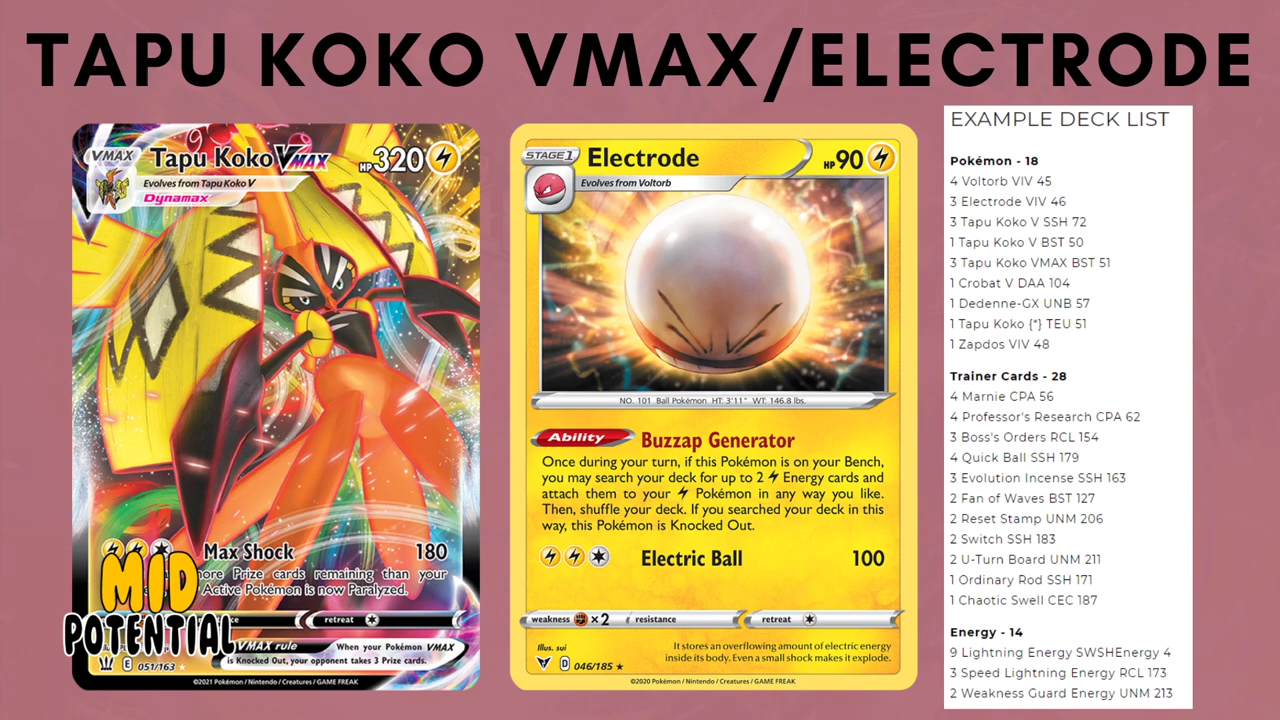 TAPU KOKO VMAX/ELECTRODE
VMAX Tapu Koko VMAX HP 320
Evolves from Tapu Koko V
Dynamax
Max Shock 180
more Prize cards remaining than your
Active Pokémon is now Paralyzed.
retreat
VMAX rule When your Pokémon VMAX
is Knocked Out, your opponent takes 3 Prize cards.
E 051/163 ★
©2021 Pokémon / Nintendo / Creatures / GAME FREAK
MID
POTENTIAL
STAGE 1 Electrode HP 90
Evolves from Voltorb
NO. 101 Ball Pokémon HT: 3'11" WT: 146.8 lbs.
Ability Buzzap Generator
Once during your turn, if this Pokémon is on your Bench,
you may search your deck for up to 2 Energy cards and
attach them to your Pokémon in any way you like.
Then, shuffle your deck. If you searched your deck in this
way, this Pokémon is Knocked Out.
Electric Ball 100
weakness ×2 resistance retreat
Illus. sui
It stores an overflowing amount of electric energy
inside its body. Even a small shock makes it explode.
D 046/185 ★
©2020 Pokémon / Nintendo / Creatures / GAME FREAK
EXAMPLE DECK LIST
Pokémon - 18
4 Voltorb VIV 45
3 Electrode VIV 46
3 Tapu Koko V SSH 72
1 Tapu Koko V BST 50
3 Tapu Koko VMAX BST 51
1 Crobat V DAA 104
1 Dedenne-GX UNB 57
1 Tapu Koko {*} TEU 51
1 Zapdos VIV 48
Trainer Cards - 28
4 Marnie CPA 56
4 Professor's Research CPA 62
3 Boss's Orders RCL 154
4 Quick Ball SSH 179
3 Evolution Incense SSH 163
2 Fan of Waves BST 127
2 Reset Stamp UNM 206
2 Switch SSH 183
2 U-Turn Board UNM 211
1 Ordinary Rod SSH 171
1 Chaotic Swell CEC 187
Energy - 14
9 Lightning Energy SWSHEnergy 4
3 Speed Lightning Energy RCL 173
2 Weakness Guard Energy UNM 213